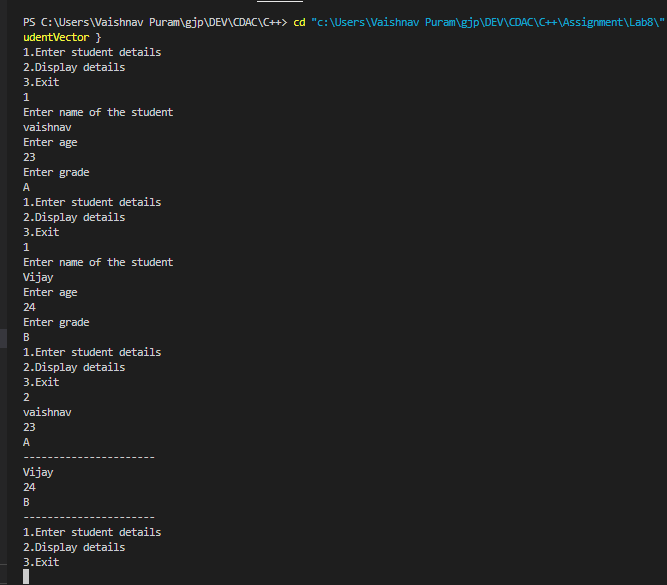 PS C:\Users\Vaishnav Puram\gjp\DEV\CDAC\C++> cd "c:\Users\Vaishnav Puram\gjp\DEV\CDAC\C++\Assignment\Lab8\"
udentVector }
1.Enter student details
2.Display details
3.Exit
1
Enter name of the student
vaishnav
Enter age
23
Enter grade
A
1.Enter student details
2.Display details
3.Exit
1
Enter name of the student
Vijay
Enter age
24
Enter grade
B
1.Enter student details
2.Display details
3.Exit
2
vaishnav
23
A
----------------------
Vijay
24
B
----------------------
1.Enter student details
2.Display details
3.Exit